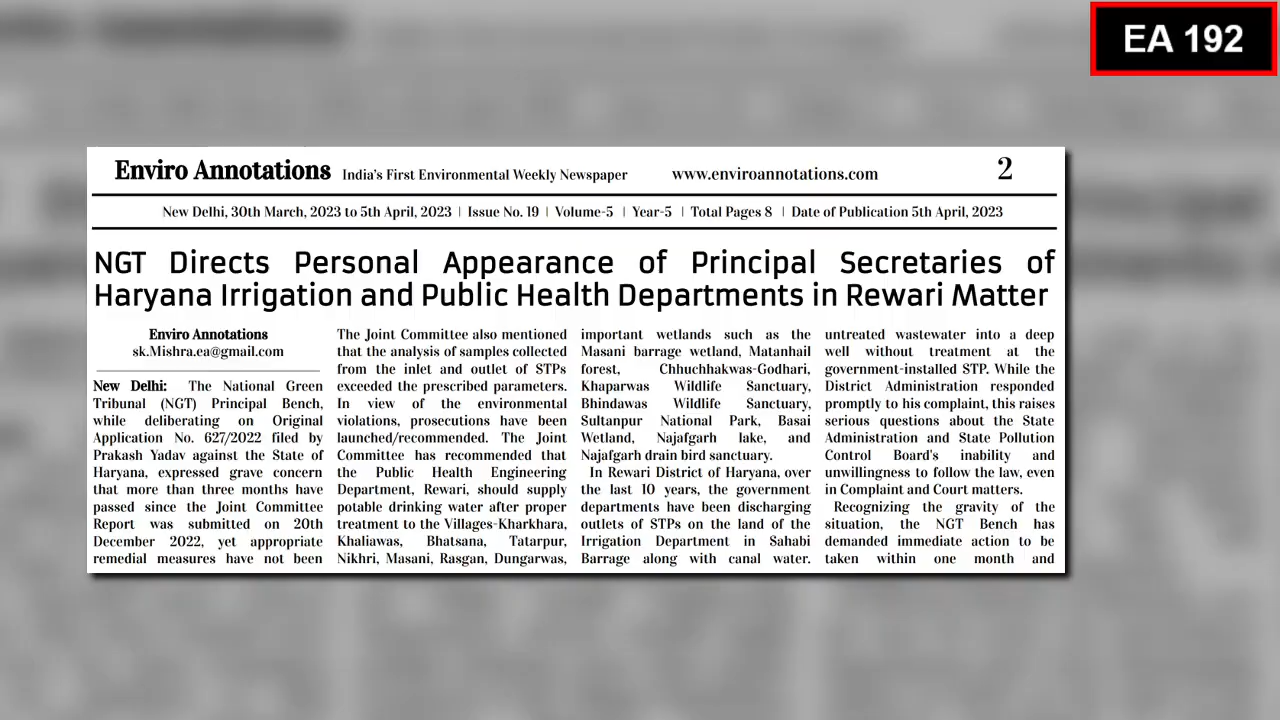 EA 192
Enviro Annotations India's First Environmental Weekly Newspaper www.enviroannotations.com 2
New Delhi, 30th March, 2023 to 5th April, 2023 | Issue No. 19 | Volume-5 | Year-5 | Total Pages 8 | Date of Publication 5th April, 2023
NGT Directs Personal Appearance of Principal Secretaries of
Haryana Irrigation and Public Health Departments in Rewari Matter
Enviro Annotations
sk.Mishra.ea@gmail.com
New Delhi: The National Green
Tribunal (NGT) Principal Bench,
while deliberating on Original
Application No. 627/2022 filed by
Prakash Yadav against the State of
Haryana, expressed grave concern
that more than three months have
passed since the Joint Committee
Report was submitted on 20th
December 2022, yet appropriate
remedial measures have not been
The Joint Committee also mentioned
that the analysis of samples collected
from the inlet and outlet of STPs
exceeded the prescribed parameters.
In view of the environmental
violations, prosecutions have been
launched/recommended. The Joint
Committee has recommended that
the Public Health Engineering
Department, Rewari, should supply
potable drinking water after proper
treatment to the Villages-Kharkhara,
Khaliawas, Bhatsana, Tatarpur,
Nikhri, Masani, Rasgan, Dungarwas,
important wetlands such as the
Masani barrage wetland, Matanhail
forest, Chhuchhakwas-Godhari,
Khaparwas Wildlife Sanctuary,
Bhindawas Wildlife Sanctuary,
Sultanpur National Park, Basai
Wetland, Najafgarh lake, and
Najafgarh drain bird sanctuary.
In Rewari District of Haryana, over
the last 10 years, the government
departments have been discharging
outlets of STPs on the land of the
Irrigation Department in Sahabi
Barrage along with canal water.
untreated wastewater into a deep
well without treatment at the
government-installed STP. While the
District Administration responded
promptly to his complaint, this raises
serious questions about the State
Administration and State Pollution
Control Board's inability and
unwillingness to follow the law, even
in Complaint and Court matters.
Recognizing the gravity of the
situation, the NGT Bench has
demanded immediate action to be
taken within one month and